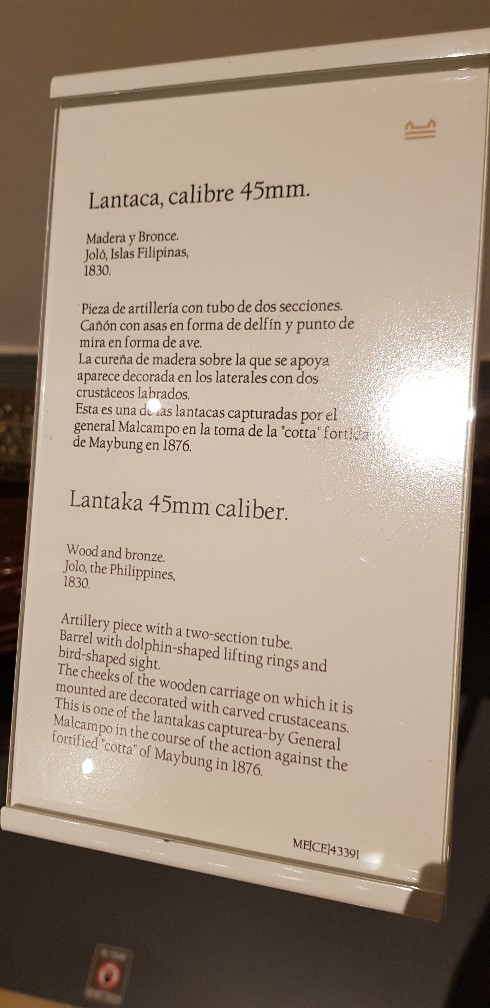 Lantaca, calibre 45mm.
Madera y Bronce.
Joló, Islas Filipinas,
1830.
Pieza de artillería con tubo de dos secciones.
Cañón con asas en forma de delfín y punto de
mira en forma de ave.
La cureña de madera sobre la que se apoya
aparece decorada en los laterales con dos
crustáceos labrados.
Esta es una de las lantacas capturadas por el
general Malcampo en la toma de la "cotta" fortida
de Maybung en 1876.
Lantaka 45mm caliber.
Wood and bronze.
Jolo, the Philippines,
1830.
Artillery piece with a two-section tube.
Barrel with dolphin-shaped lifting rings and
bird-shaped sight.
The cheeks of the wooden carriage on which it is
mounted are decorated with carved crustaceans.
This is one of the lantakas capturea-by General
Malcampo in the course of the action against the
fortified "cotta" of Maybung in 1876.
ME[CE]43391